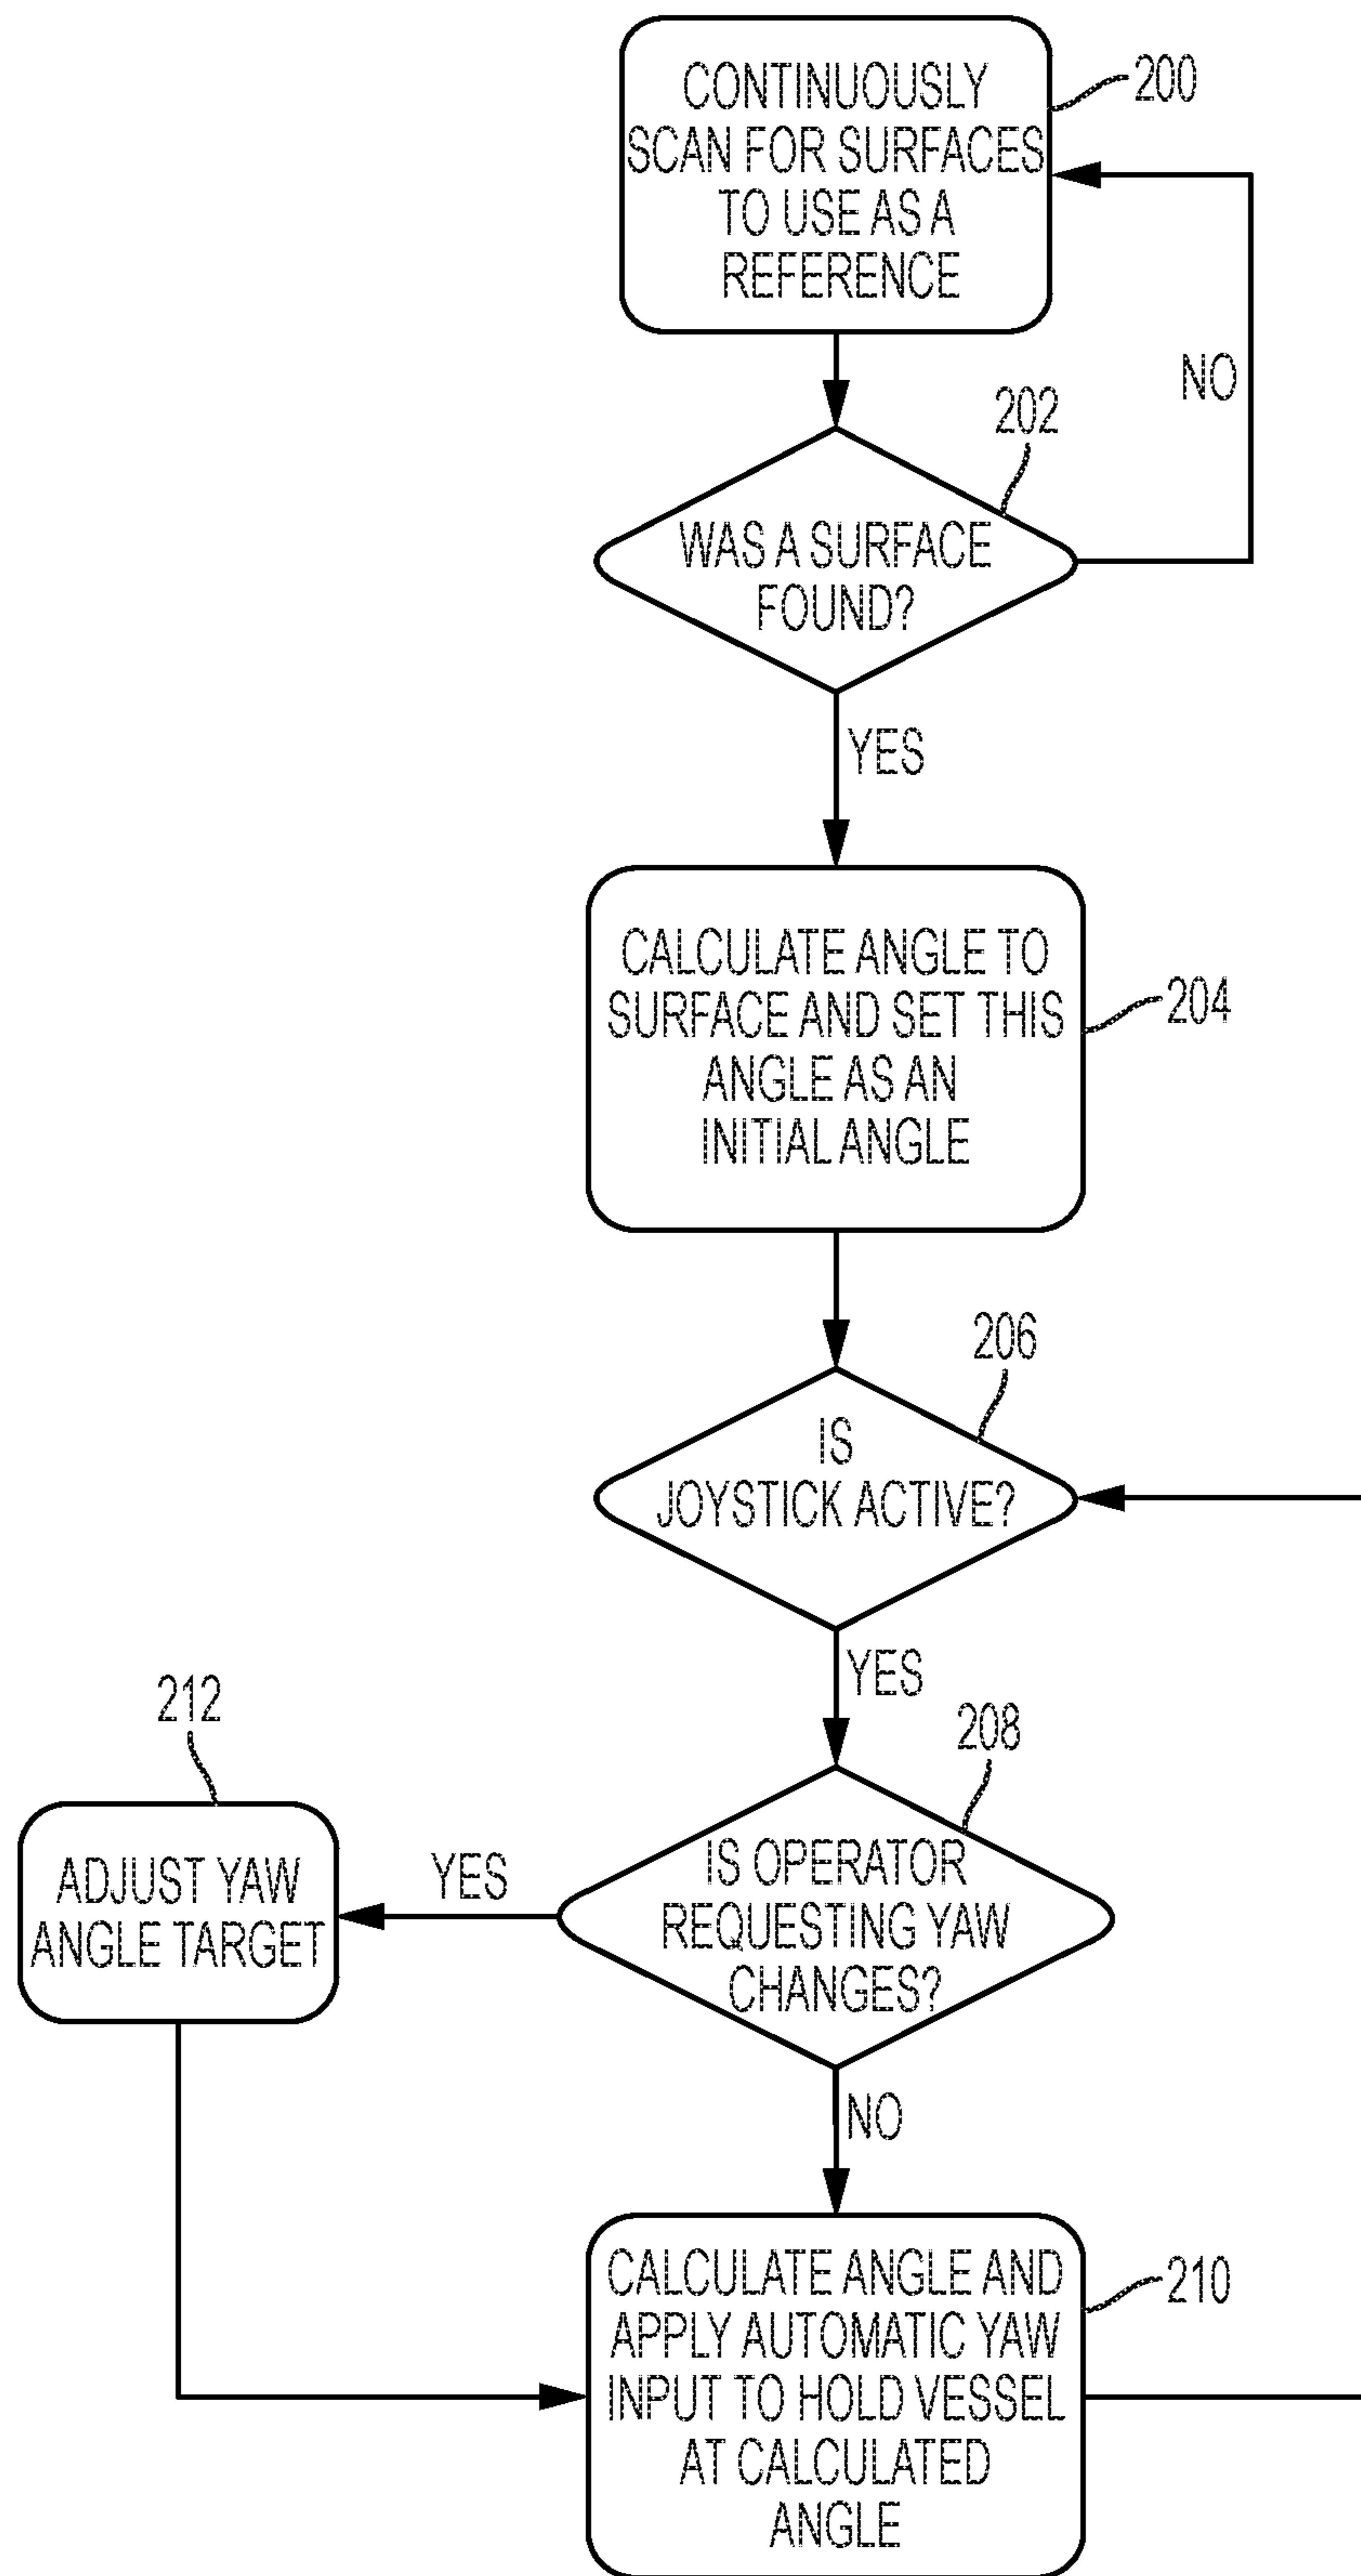 CONTINUOUSLY
SCAN FOR SURFACES
TO USE AS A
REFERENCE
200
NO
202
WAS A SURFACE
FOUND?
YES
CALCULATE ANGLE TO
SURFACE AND SET THIS
ANGLE AS AN
INITIAL ANGLE
204
206
IS
JOYSTICK ACTIVE?
YES
212
208
ADJUST YAW
ANGLE TARGET
YES
IS OPERATOR
REQUESTING YAW
CHANGES?
NO
CALCULATE ANGLE AND
APPLY AUTOMATIC YAW
INPUT TO HOLD VESSEL
AT CALCULATED
ANGLE
210